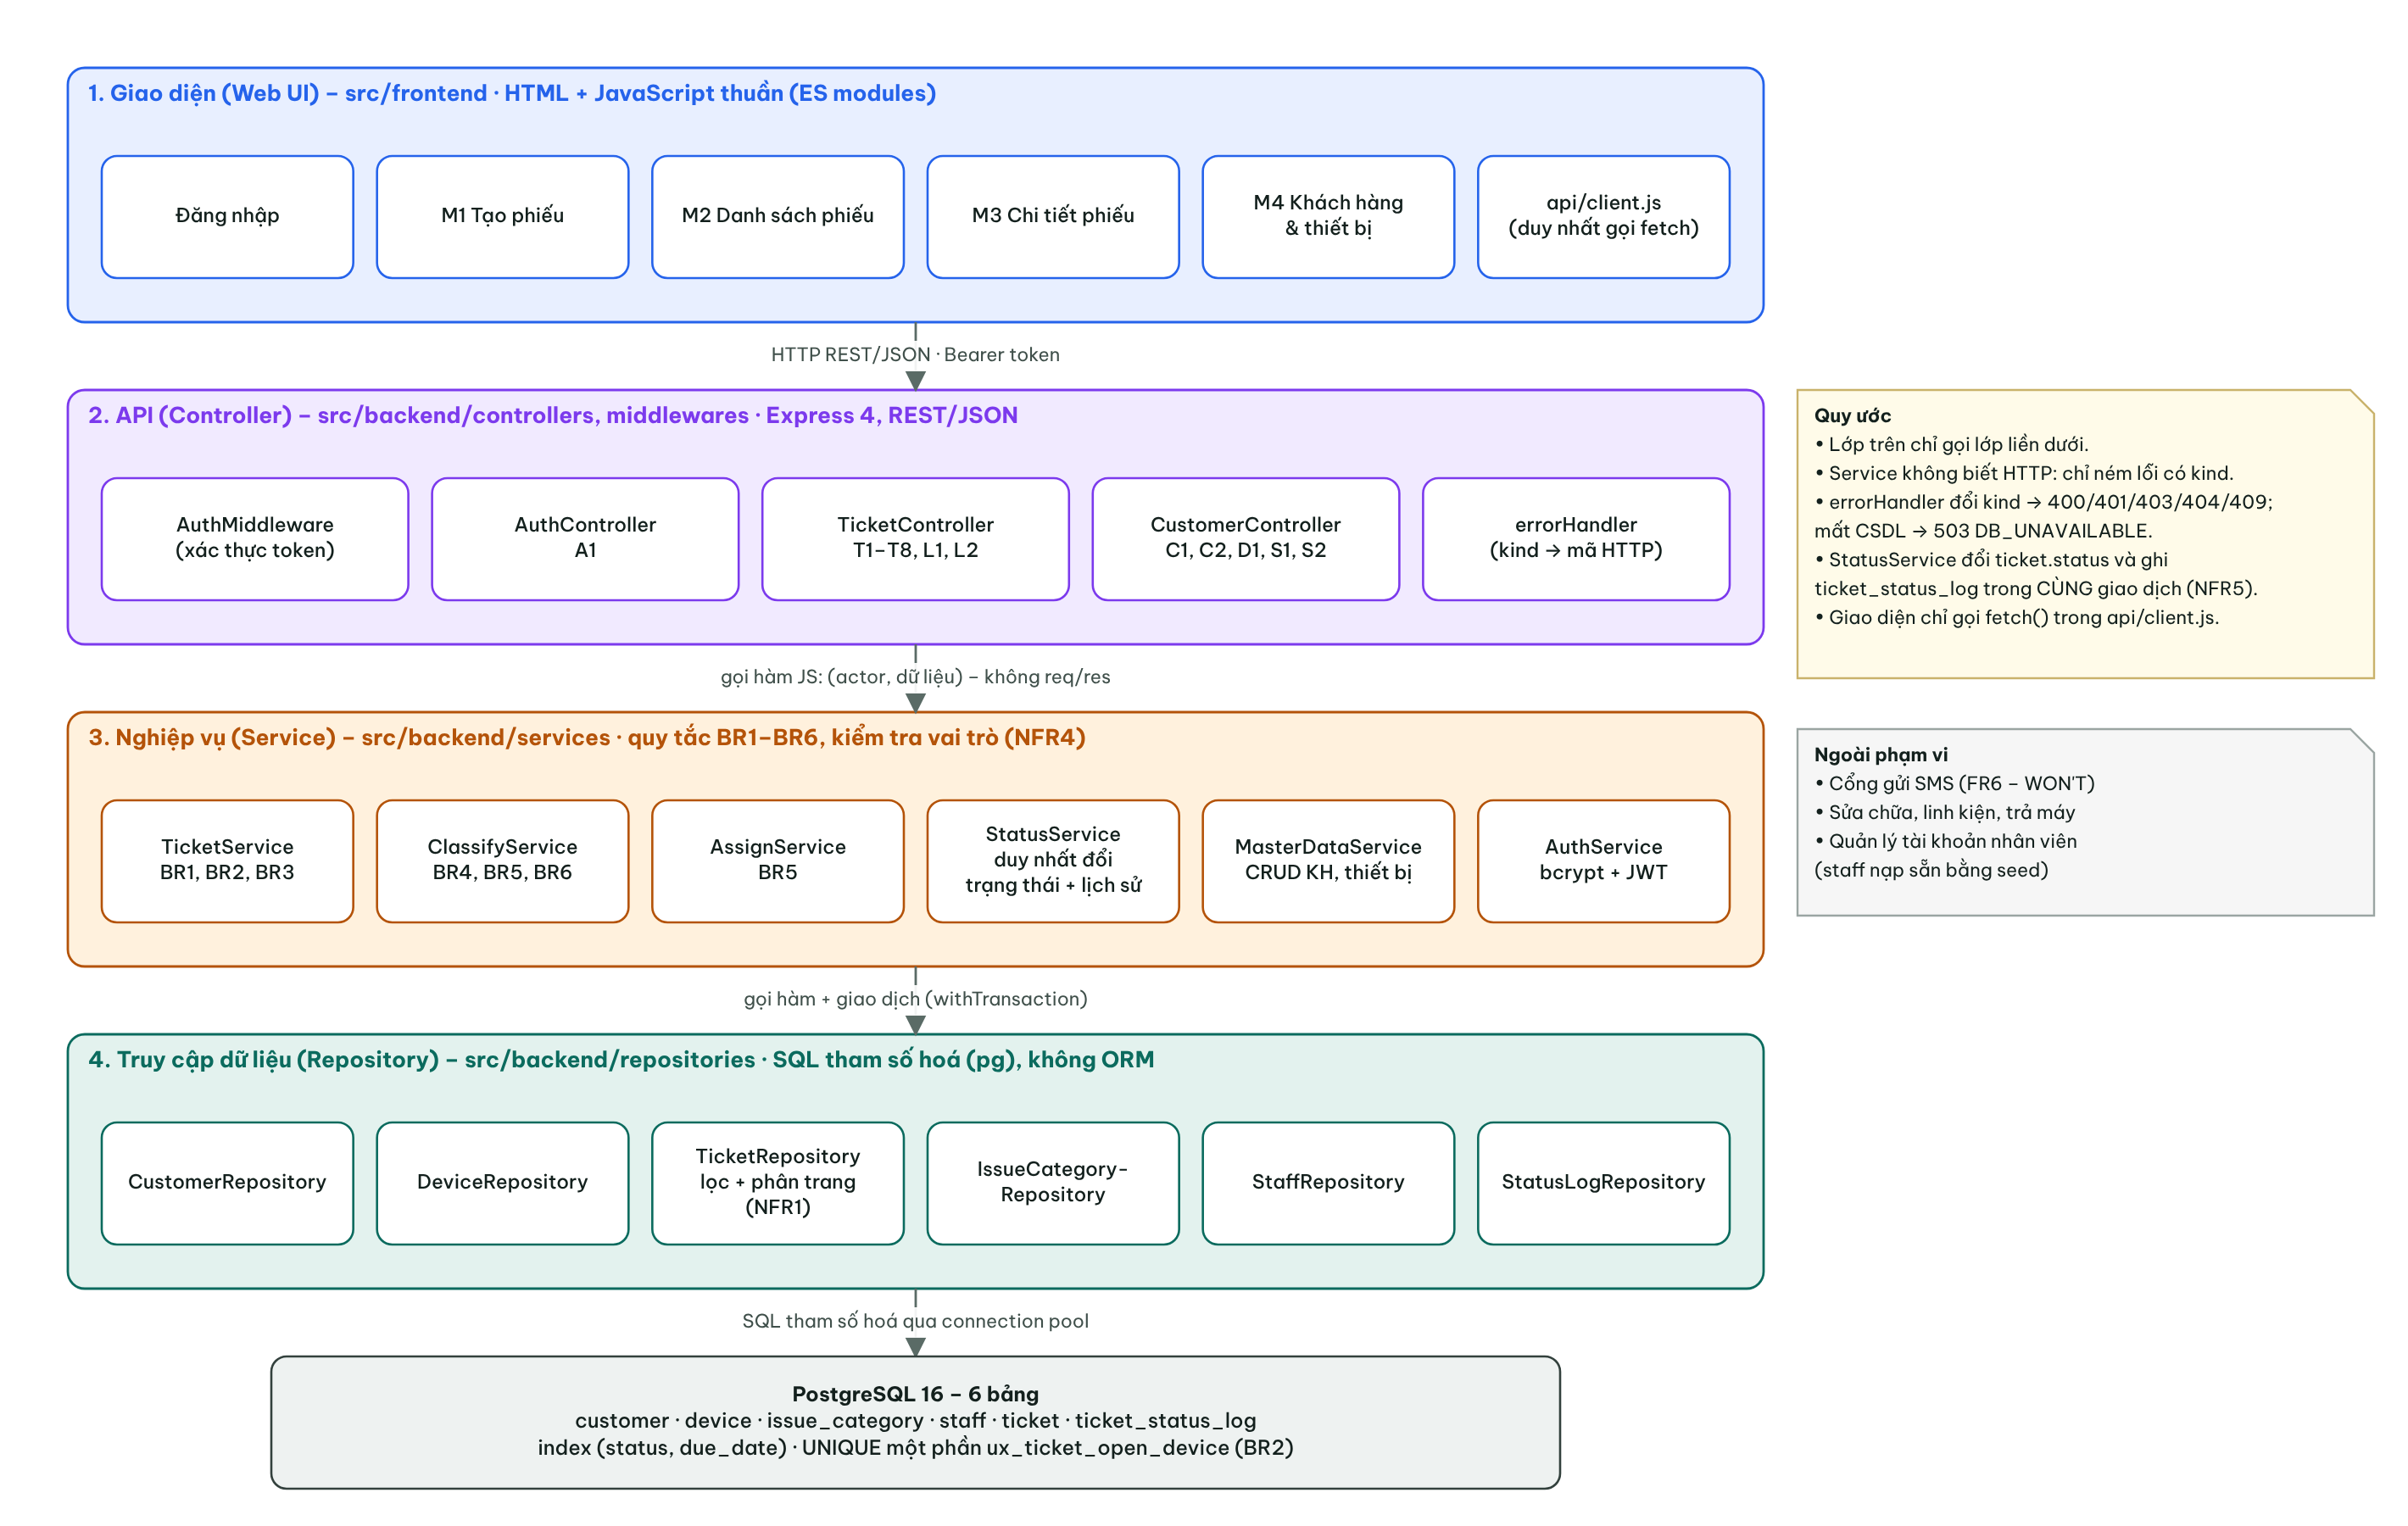 1. Giao diện (Web UI) – src/frontend · HTML + JavaScript thuần (ES modules)
Đăng nhập
M1 Tạo phiếu
M2 Danh sách phiếu
M3 Chi tiết phiếu
M4 Khách hàng
& thiết bị
api/client.js
(duy nhất gọi fetch)
HTTP REST/JSON · Bearer token
2. API (Controller) – src/backend/controllers, middlewares · Express 4, REST/JSON
AuthMiddleware
(xác thực token)
AuthController
A1
TicketController
T1–T8, L1, L2
CustomerController
C1, C2, D1, S1, S2
errorHandler
(kind → mã HTTP)
Quy ước
• Lớp trên chỉ gọi lớp liền dưới.
• Service không biết HTTP: chỉ ném lỗi có kind.
• errorHandler đổi kind → 400/401/403/404/409;
mất CSDL → 503 DB_UNAVAILABLE.
• StatusService đổi ticket.status và ghi
ticket_status_log trong CÙNG giao dịch (NFR5).
• Giao diện chỉ gọi fetch() trong api/client.js.
gọi hàm JS: (actor, dữ liệu) – không req/res
3. Nghiệp vụ (Service) – src/backend/services · quy tắc BR1–BR6, kiểm tra vai trò (NFR4)
TicketService
BR1, BR2, BR3
ClassifyService
BR4, BR5, BR6
AssignService
BR5
StatusService
duy nhất đổi
trạng thái + lịch sử
MasterDataService
CRUD KH, thiết bị
AuthService
bcrypt + JWT
Ngoài phạm vi
• Cổng gửi SMS (FR6 – WON'T)
• Sửa chữa, linh kiện, trả máy
• Quản lý tài khoản nhân viên
(staff nạp sẵn bằng seed)
gọi hàm + giao dịch (withTransaction)
4. Truy cập dữ liệu (Repository) – src/backend/repositories · SQL tham số hoá (pg), không ORM
CustomerRepository
DeviceRepository
TicketRepository
lọc + phân trang
(NFR1)
IssueCategory-
Repository
StaffRepository
StatusLogRepository
SQL tham số hoá qua connection pool
PostgreSQL 16 – 6 bảng
customer · device · issue_category · staff · ticket · ticket_status_log
index (status, due_date) · UNIQUE một phần ux_ticket_open_device (BR2)